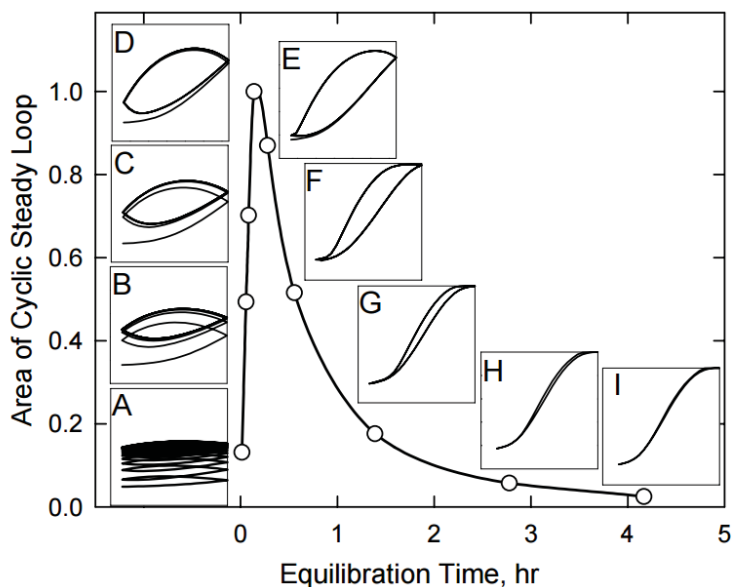 Area of Cyclic Steady Loop
1.0
0.8
0.6
0.4
0.2
0.0
D
C
B
A
E
F
G
H
I
0
1
2
3
4
5
Equilibration Time, hr